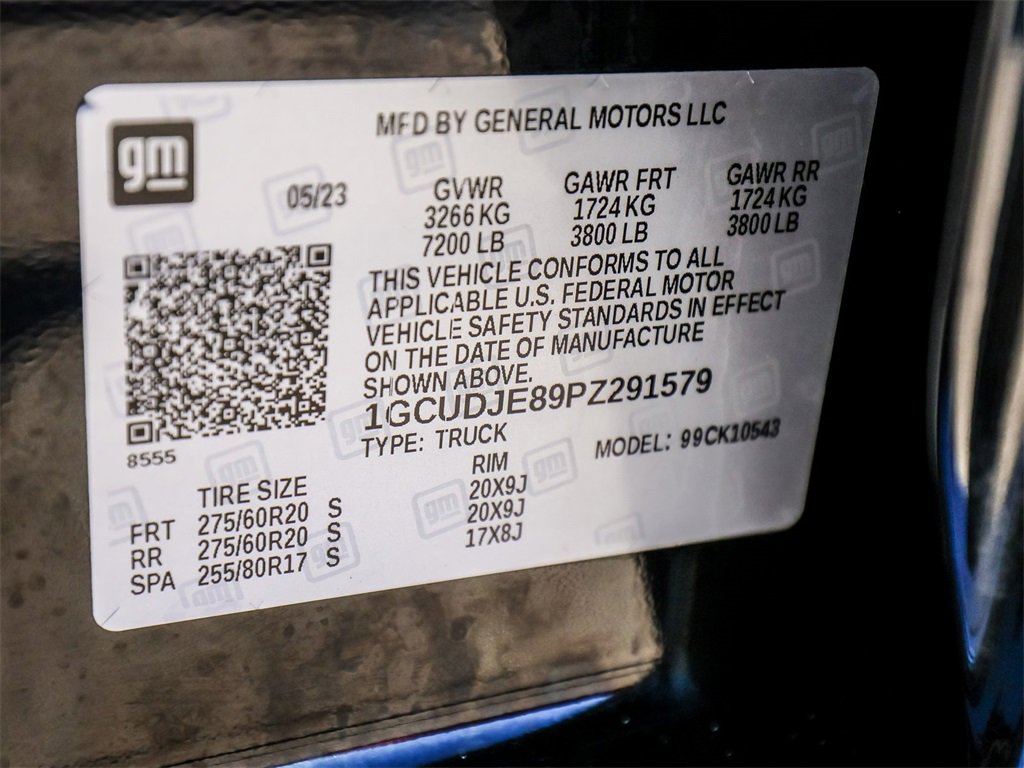 gm
MFD BY GENERAL MOTORS LLC
05/23
GVWR GAWR FRT GAWR RR
3266 KG 1724 KG 1724 KG
7200 LB 3800 LB 3800 LB
THIS VEHICLE CONFORMS TO ALL
APPLICABLE U.S. FEDERAL MOTOR
VEHICLE SAFETY STANDARDS IN EFFECT
ON THE DATE OF MANUFACTURE
SHOWN ABOVE.
1GCUDJE89PZ291579
TYPE: TRUCK MODEL: 99CK10543
8555
TIRE SIZE RIM
FRT 275/60R20 S 20X9J
RR 275/60R20 S 20X9J
SPA 255/80R17 S 17X8J